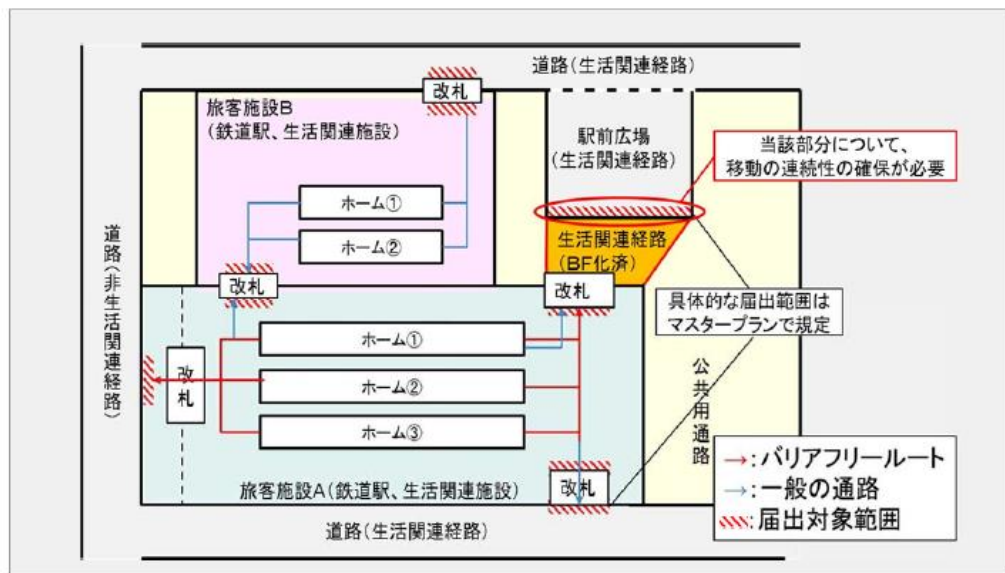 道路(生活関連経路)
改札
旅客施設B
(鉄道駅、生活関連施設)
駅前広場
(生活関連経路)
当該部分について、
移動の連続性の確保が必要
ホーム①
ホーム②
生活関連経路
(BF化済)
道路(非生活関連経路)
改札
改札
具体的な届出範囲は
マスタープランで規定
ホーム①
改札
ホーム②
ホーム③
公共用通路
旅客施設A(鉄道駅、生活関連施設)
改札
道路(生活関連経路)
→:バリアフリールート
→:一般の通路
:届出対象範囲